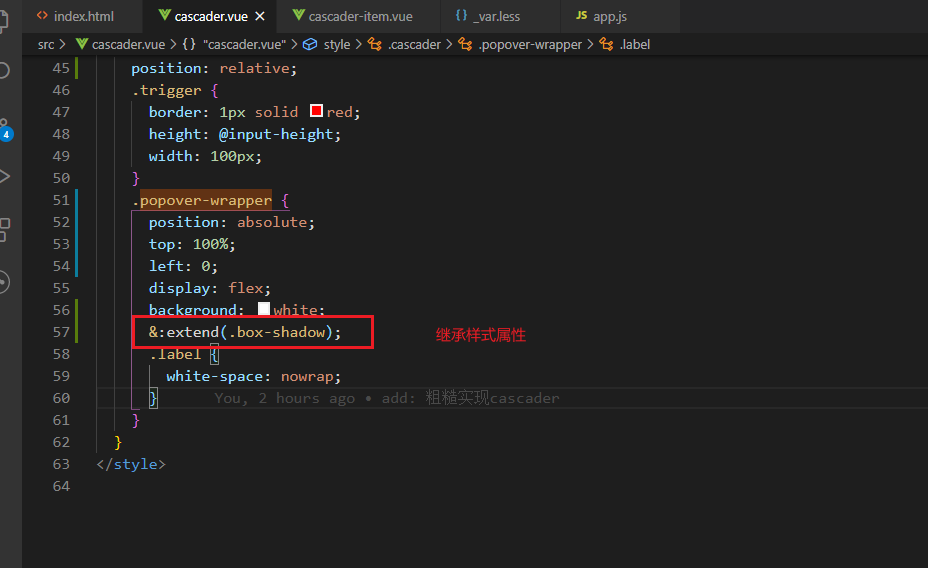 index.html
cascader.vue
cascader-item.vue
_var.less
JS app.js
src > cascader.vue > {} "cascader.vue" > style > .cascader > .popover-wrapper > .label
45 position: relative;
46 .trigger {
47 border: 1px solid red;
48 height: @input-height;
49 width: 100px;
50 }
51 .popover-wrapper {
52 position: absolute;
53 top: 100%;
54 left: 0;
55 display: flex;
56 background: white;
57 &:extend(.box-shadow);
继承样式属性
58 .label {
59 white-space: nowrap;
60 } You, 2 hours ago • add: 粗糙实现cascader
61 }
62 }
63 </style>
64
4